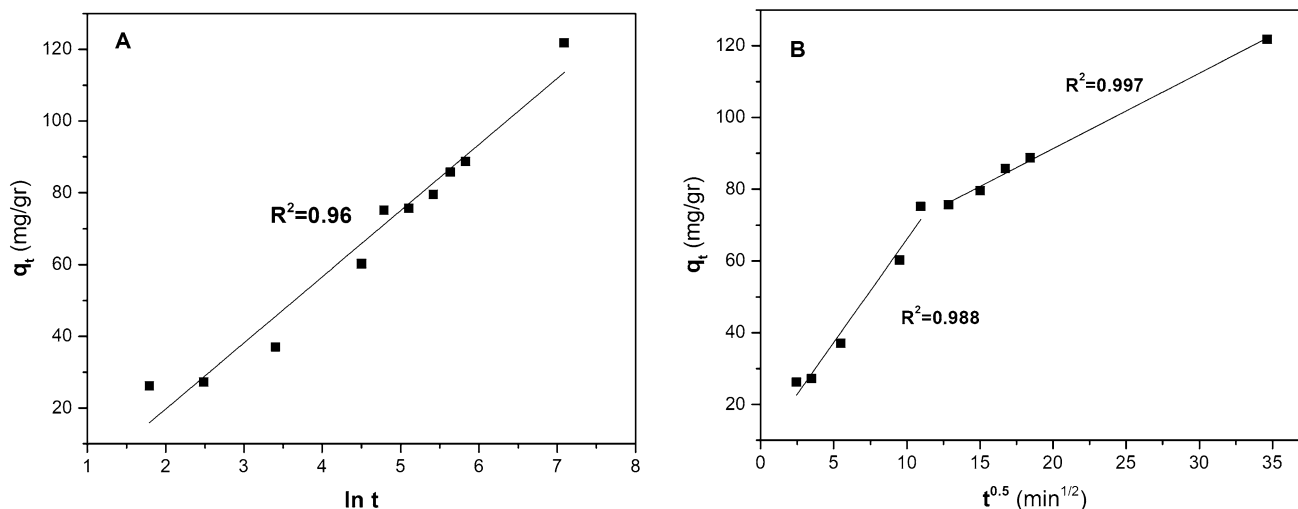 A
120
100
80
60
40
20
q_t (mg/gr)
R²=0.96
1 2 3 4 5 6 7 8
ln t
B
120
100
80
60
40
20
q_t (mg/gr)
R²=0.997
R²=0.988
0 5 10 15 20 25 30 35
t^0.5 (min^1/2)